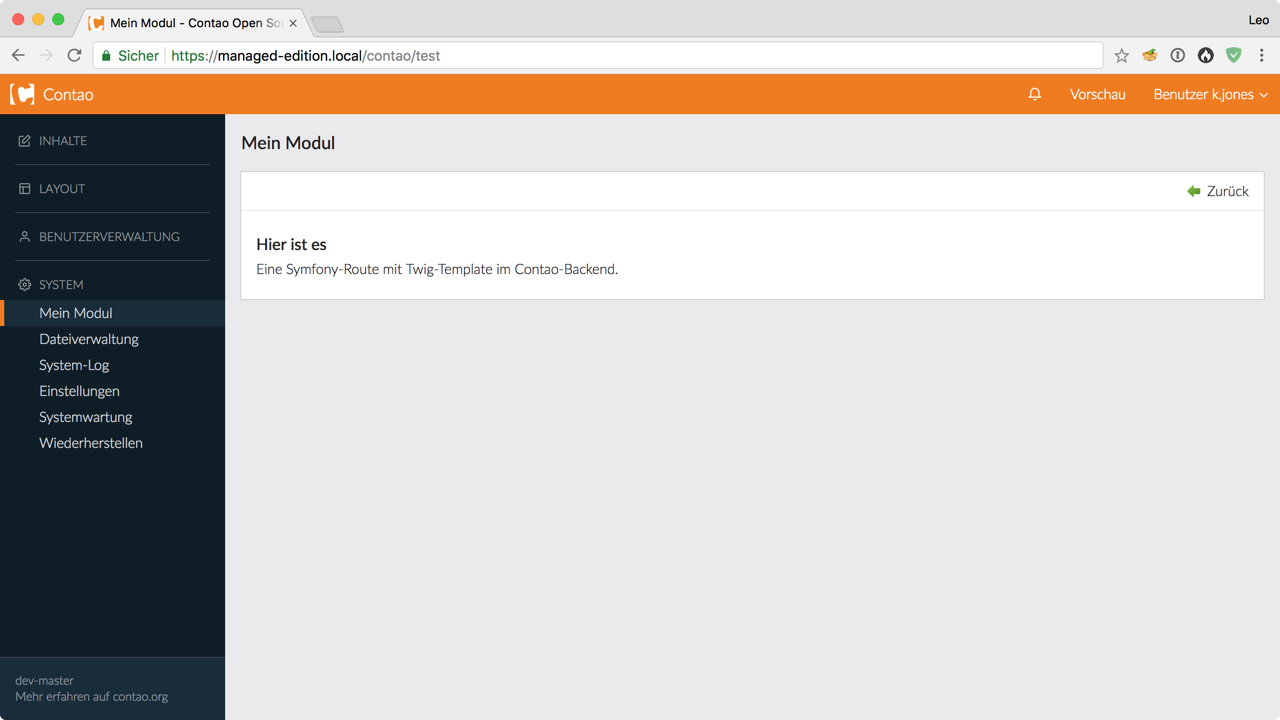 Mein Modul - Contao Open So
Leo
Sicher https://managed-edition.local/contao/test
Contao
Vorschau
Benutzer k.jones
INHALTE
LAYOUT
BENUTZERVERWALTUNG
SYSTEM
Mein Modul
Dateiverwaltung
System-Log
Einstellungen
Systemwartung
Wiederherstellen
dev-master
Mehr erfahren auf contao.org
Mein Modul
Zurück
Hier ist es
Eine Symfony-Route mit Twig-Template im Contao-Backend.